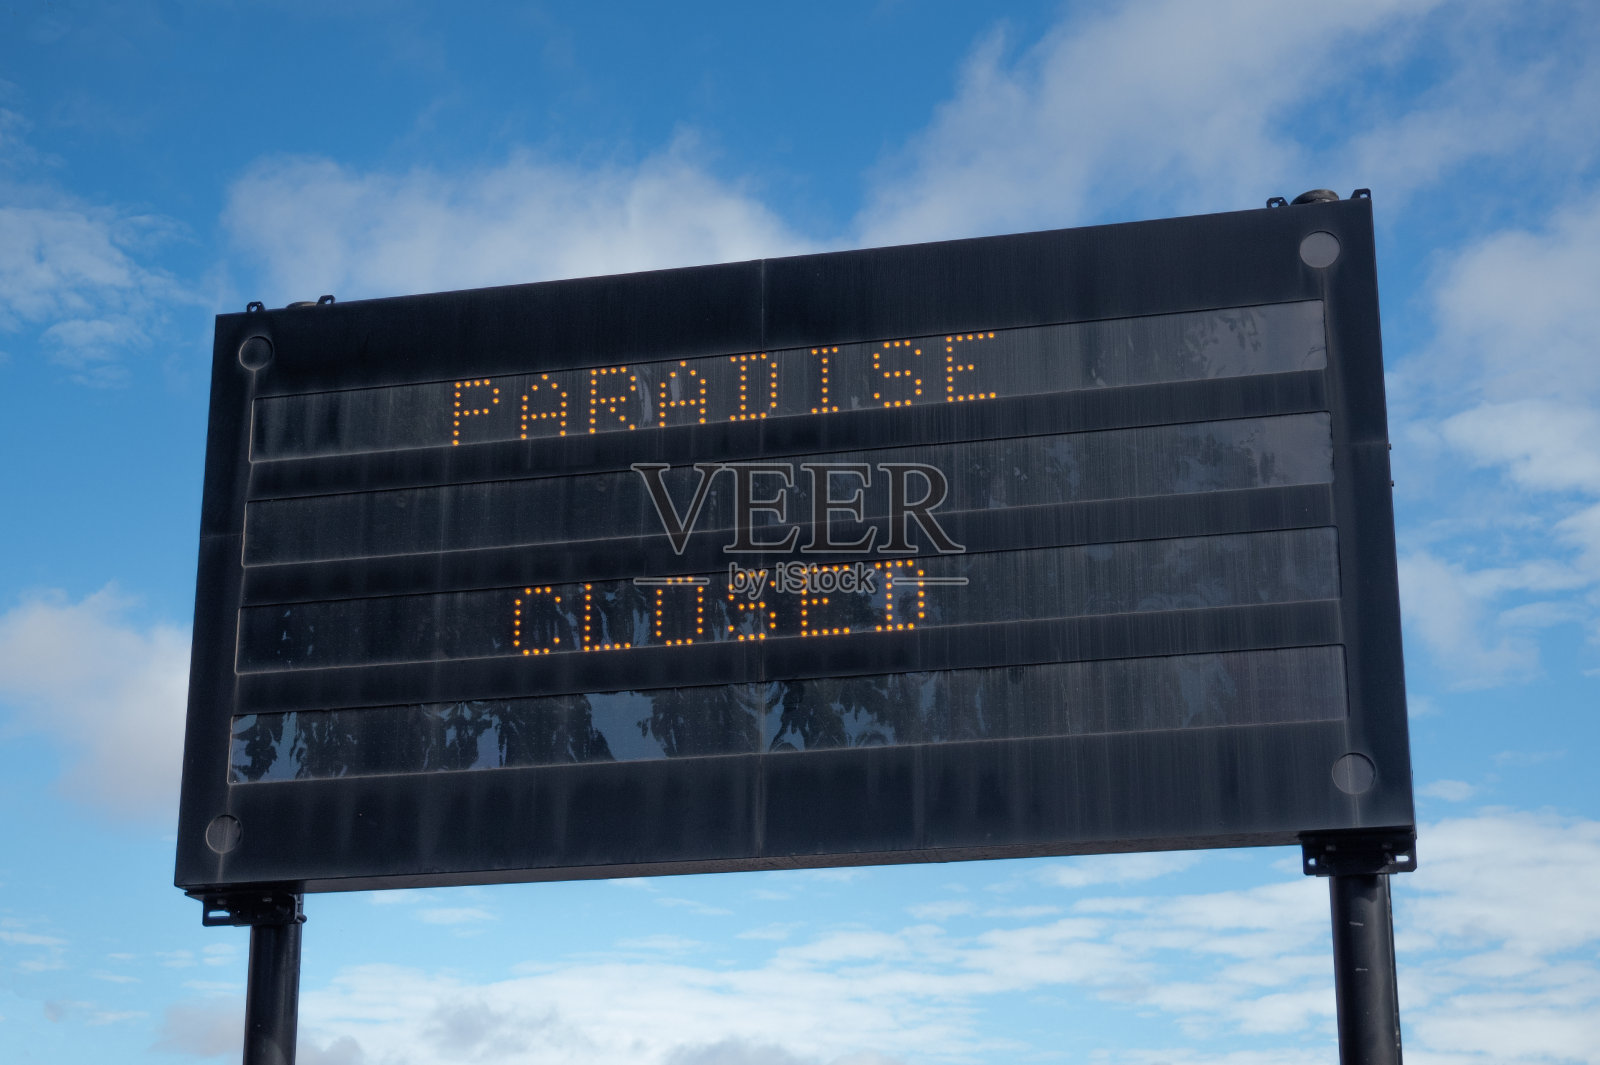 PARADISE
VEER
by iStock
CLOSED